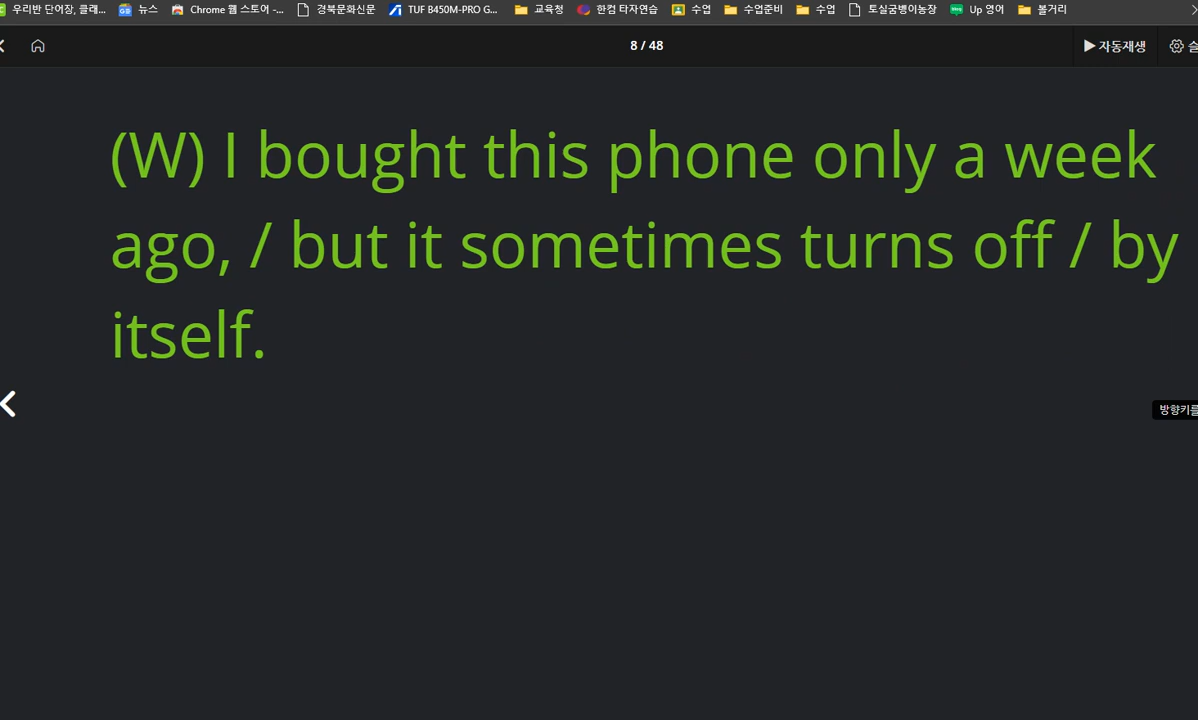 우리반 단어장, 클래... 뉴스 Chrome 웹 스토어 -... 경북문화신문 TUF B450M-PRO G... 교육청 한컴 타자연습 수업 수업준비 수업 토실굼벵이농장 Up 영어 볼거리
8 / 48 자동재생 슬
(W) I bought this phone only a week
ago, / but it sometimes turns off / by
itself.
방향키를